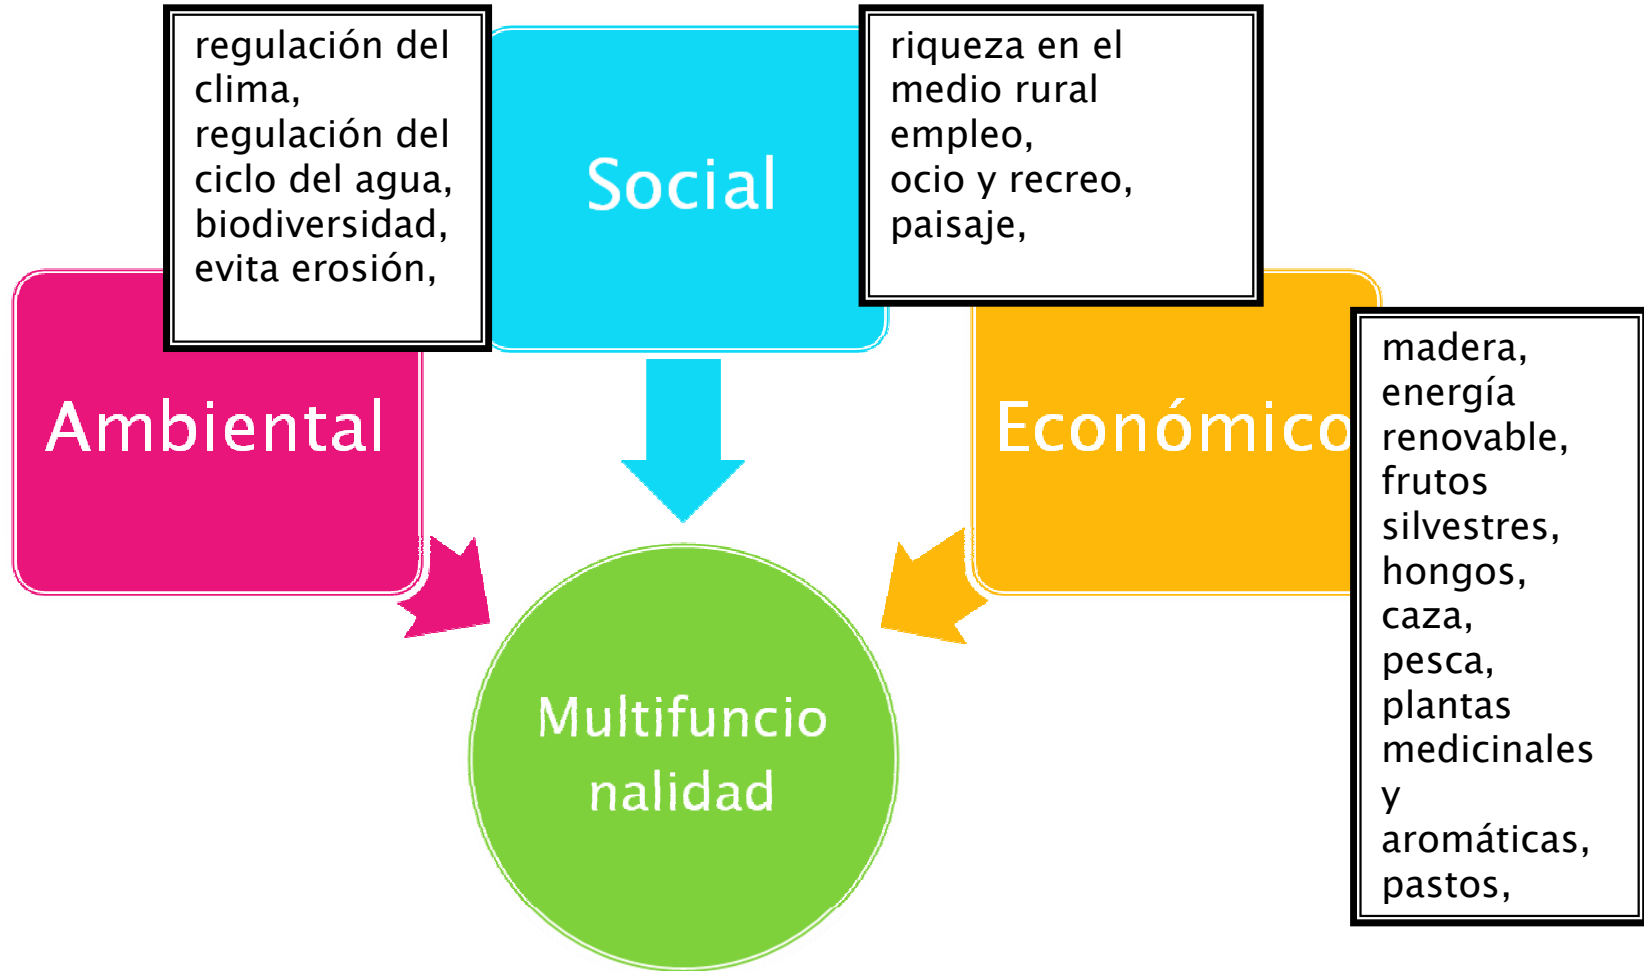 regulación del
clima,
regulación del
ciclo del agua,
biodiversidad,
evita erosión,
Social
riqueza en el
medio rural
empleo,
ocio y recreo,
paisaje,
Ambiental
Económico
madera,
energía
renovable,
frutos
silvestres,
hongos,
caza,
pesca,
plantas
medicinales
y
aromáticas,
pastos,
Multifuncio
nalidad